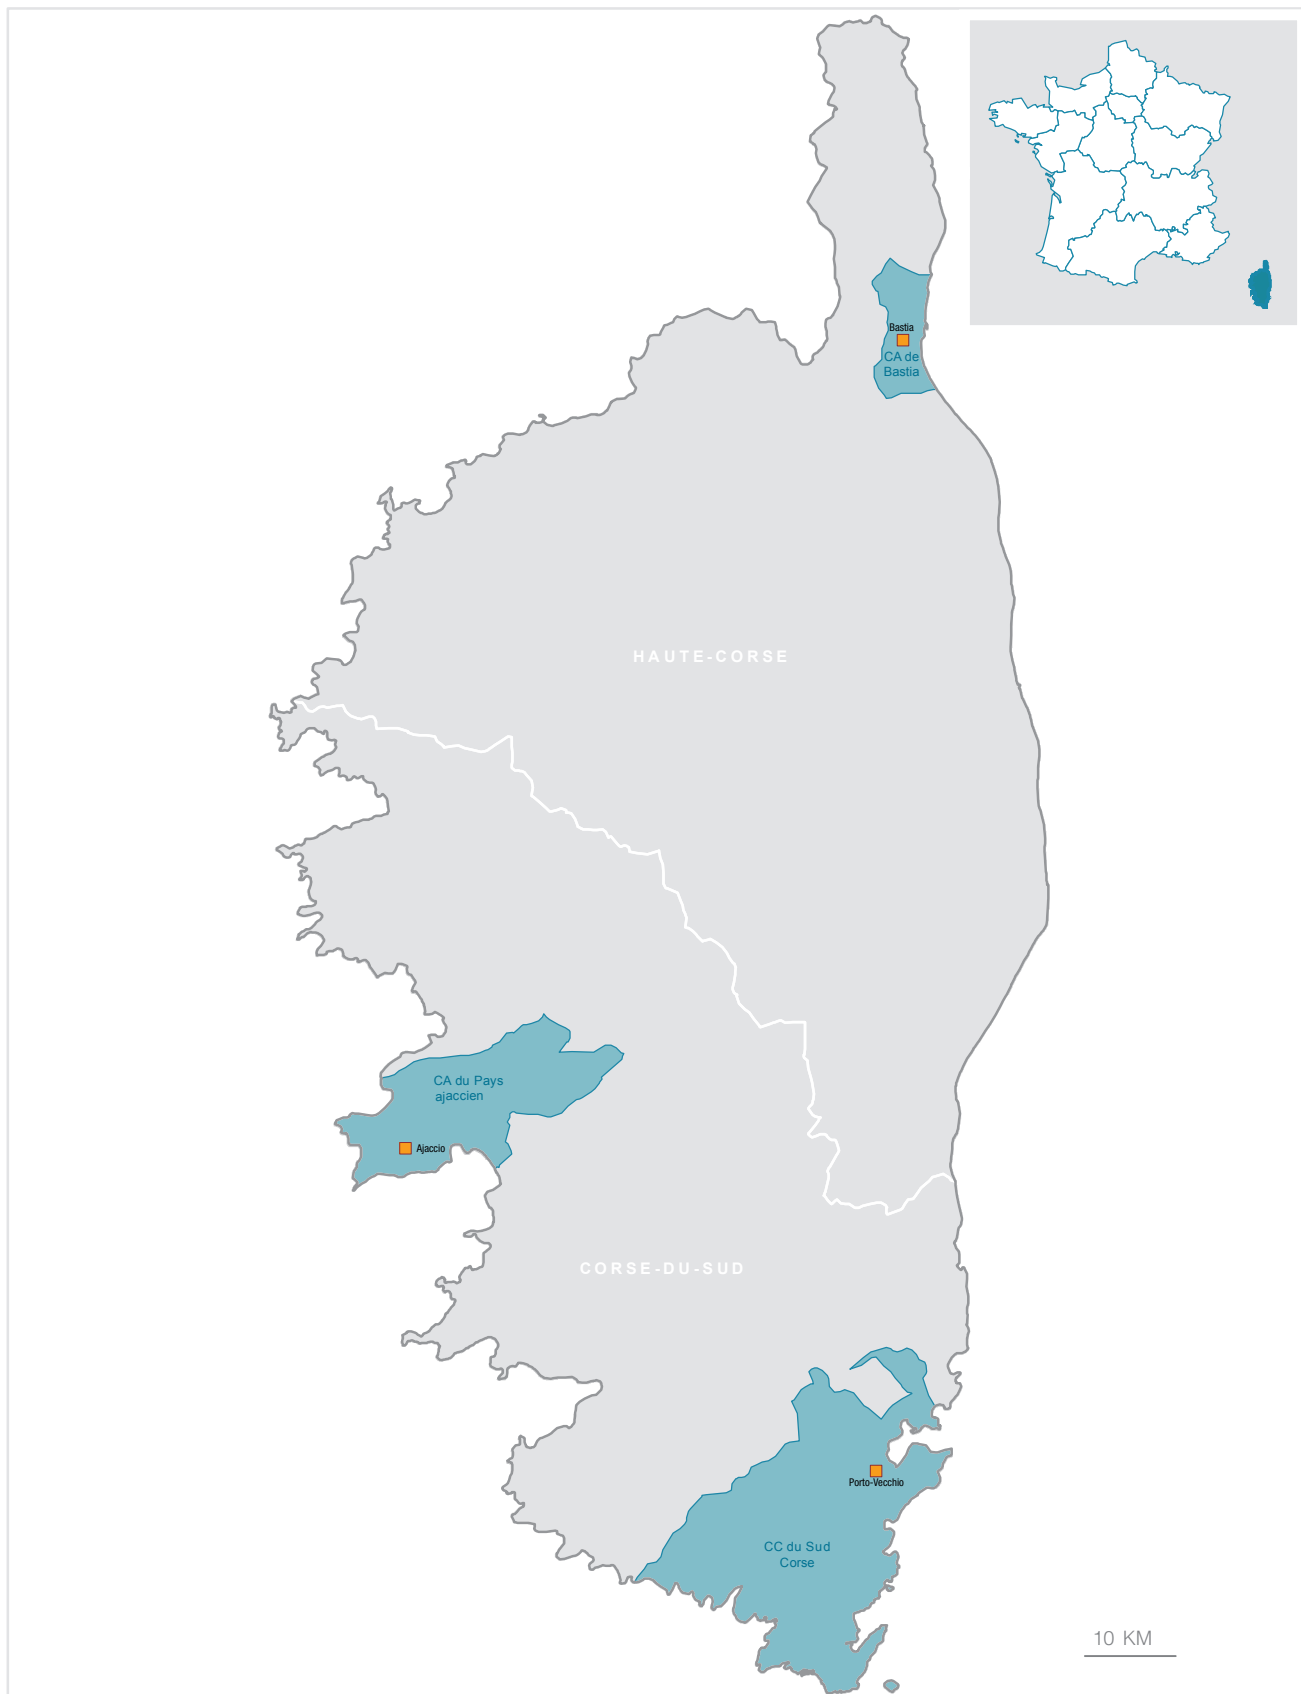 Bastia
CA de
Bastia
HAUTE-CORSE
CA du Pays
ajaccien
Ajaccio
CORSE-DU-SUD
Porto-Vecchio
CC du Sud
Corse
10 KM